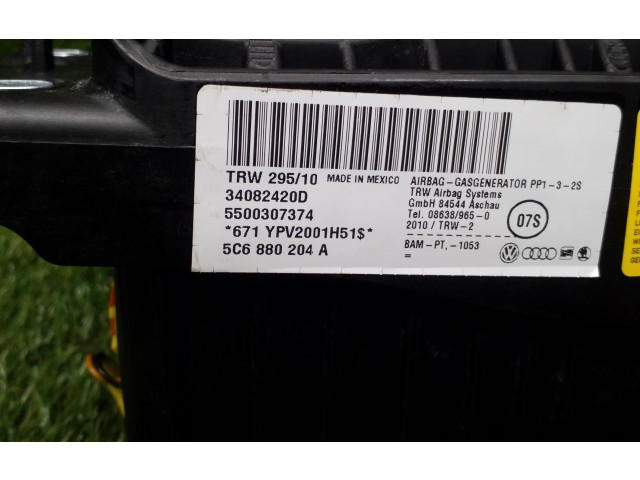 TRW 295/10 MADE IN MEXICO
34082420D
5500307374
*671 YPV2001H51$*
5C6 880 204 A
AIRBAG-GASGENERATOR PP1-3-2S
TRW Airbag Systems
GmbH 84544 Aschau
Tel. 08638/965-0
2010 / TRW-2
07S
BAM-PT.-1053
=